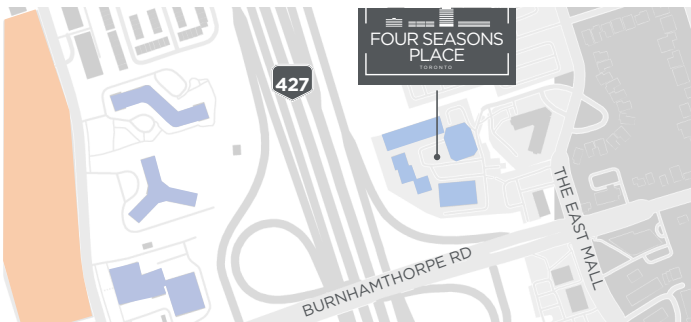 FOUR SEASONS
PLACE
TORONTO
427
THE EAST MALL
BURNHAMTHORPE RD